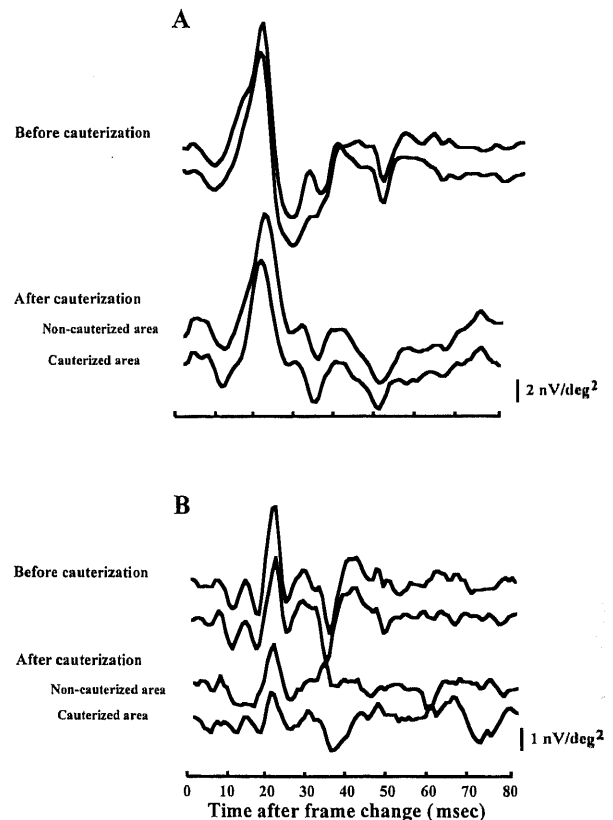 A
Before cauterization
After cauterization
Non-cauterized area
Cauterized area
2 nV/deg²
B
Before cauterization
After cauterization
Non-cauterized area
Cauterized area
1 nV/deg²
0 10 20 30 40 50 60 70 80
Time after frame change (msec)